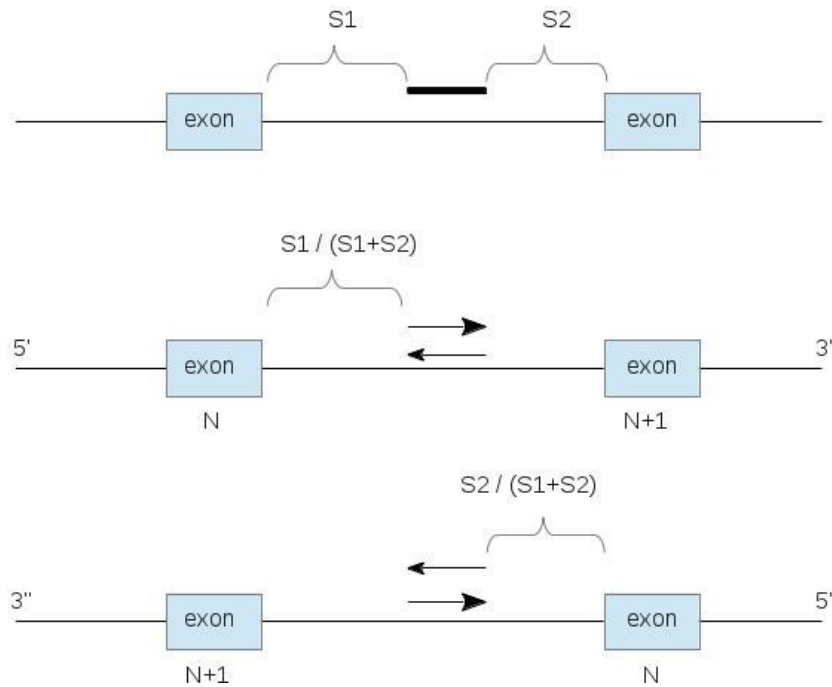 S1 S2
exon exon
S1 / (S1+S2)
5' 3'
exon exon
N N+1
S2 / (S1+S2)
3" 5'
exon exon
N+1 N